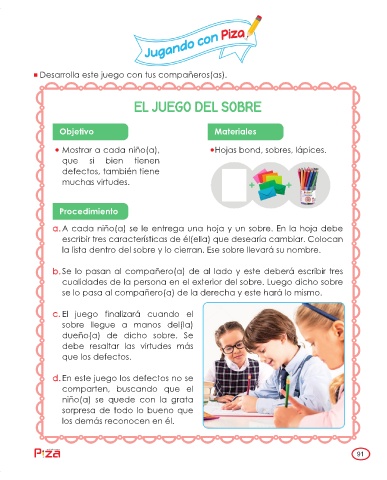 Jugando con Piza
Desarrolla este juego con tus compañeros(as).
EL JUEGO DEL SOBRE
Objetivo
Mostrar a cada niño(a),
que si bien tienen
defectos, también tiene
muchas virtudes.
Materiales
Hojas bond, sobres, lápices.
+ +
Procedimiento
a. A cada niño(a) se le entrega una hoja y un sobre. En la hoja debe
escribir tres características de él(ella) que desearía cambiar. Colocan
la lista dentro del sobre y lo cierran. Ese sobre llevará su nombre.
b. Se lo pasan al compañero(a) de al lado y este deberá escribir tres
cualidades de la persona en el exterior del sobre. Luego dicho sobre
se lo pasa al compañero(a) de la derecha y este hará lo mismo.
c. El juego finalizará cuando el
sobre llegue a manos del(la)
dueño(a) de dicho sobre. Se
debe resaltar las virtudes más
que los defectos.
d. En este juego los defectos no se
comparten, buscando que el
niño(a) se quede con la grata
sorpresa de todo lo bueno que
los demás reconocen en él.
Piza
91